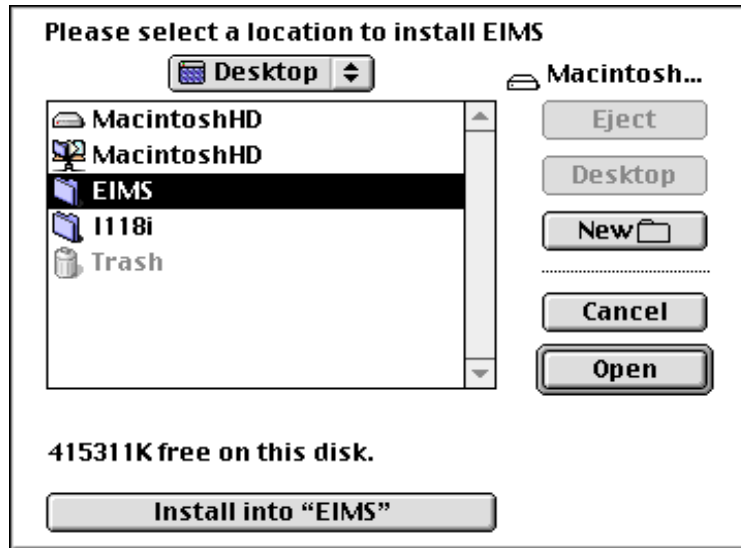 Please select a location to install EIMS
Desktop
Macintosh...
MacintoshHD
Eject
MacintoshHD
EIMS
Desktop
I118i
New
Trash
Cancel
Open
415311K free on this disk.
Install into “EIMS”